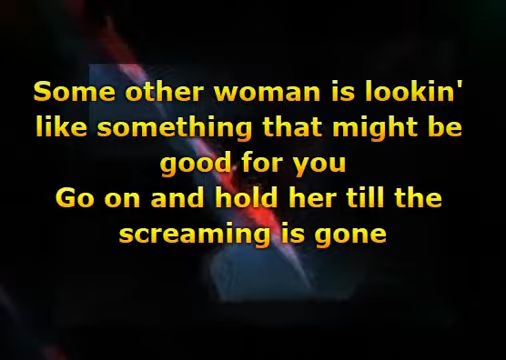 Some other woman is lookin'
like something that might be
good for you
Go on and hold her till the
screaming is gone